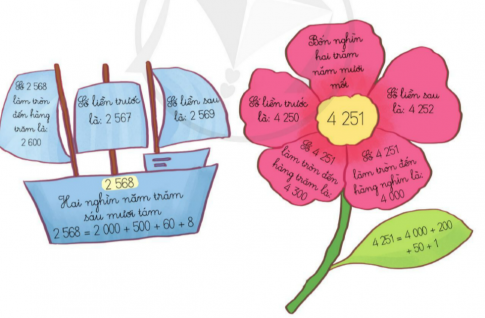 Số 2 568
làm tròn
đến hàng
trăm là:
2 600
Số liền trước
là: 2 567
Số liền sau
là: 2 569
2 568
Hai nghìn năm trăm
sáu mươi tám
2 568 = 2 000 + 500 + 60 + 8
Bốn nghìn
hai trăm
năm mươi
mốt
Số liền trước
là: 4 250
4 251
Số liền sau
là: 4 252
Số 4 251
làm tròn đến
hàng trăm là:
4 300
Số 4 251
làm tròn đến
hàng nghìn là:
4 000
4 251 = 4 000 + 200
+ 50 + 1